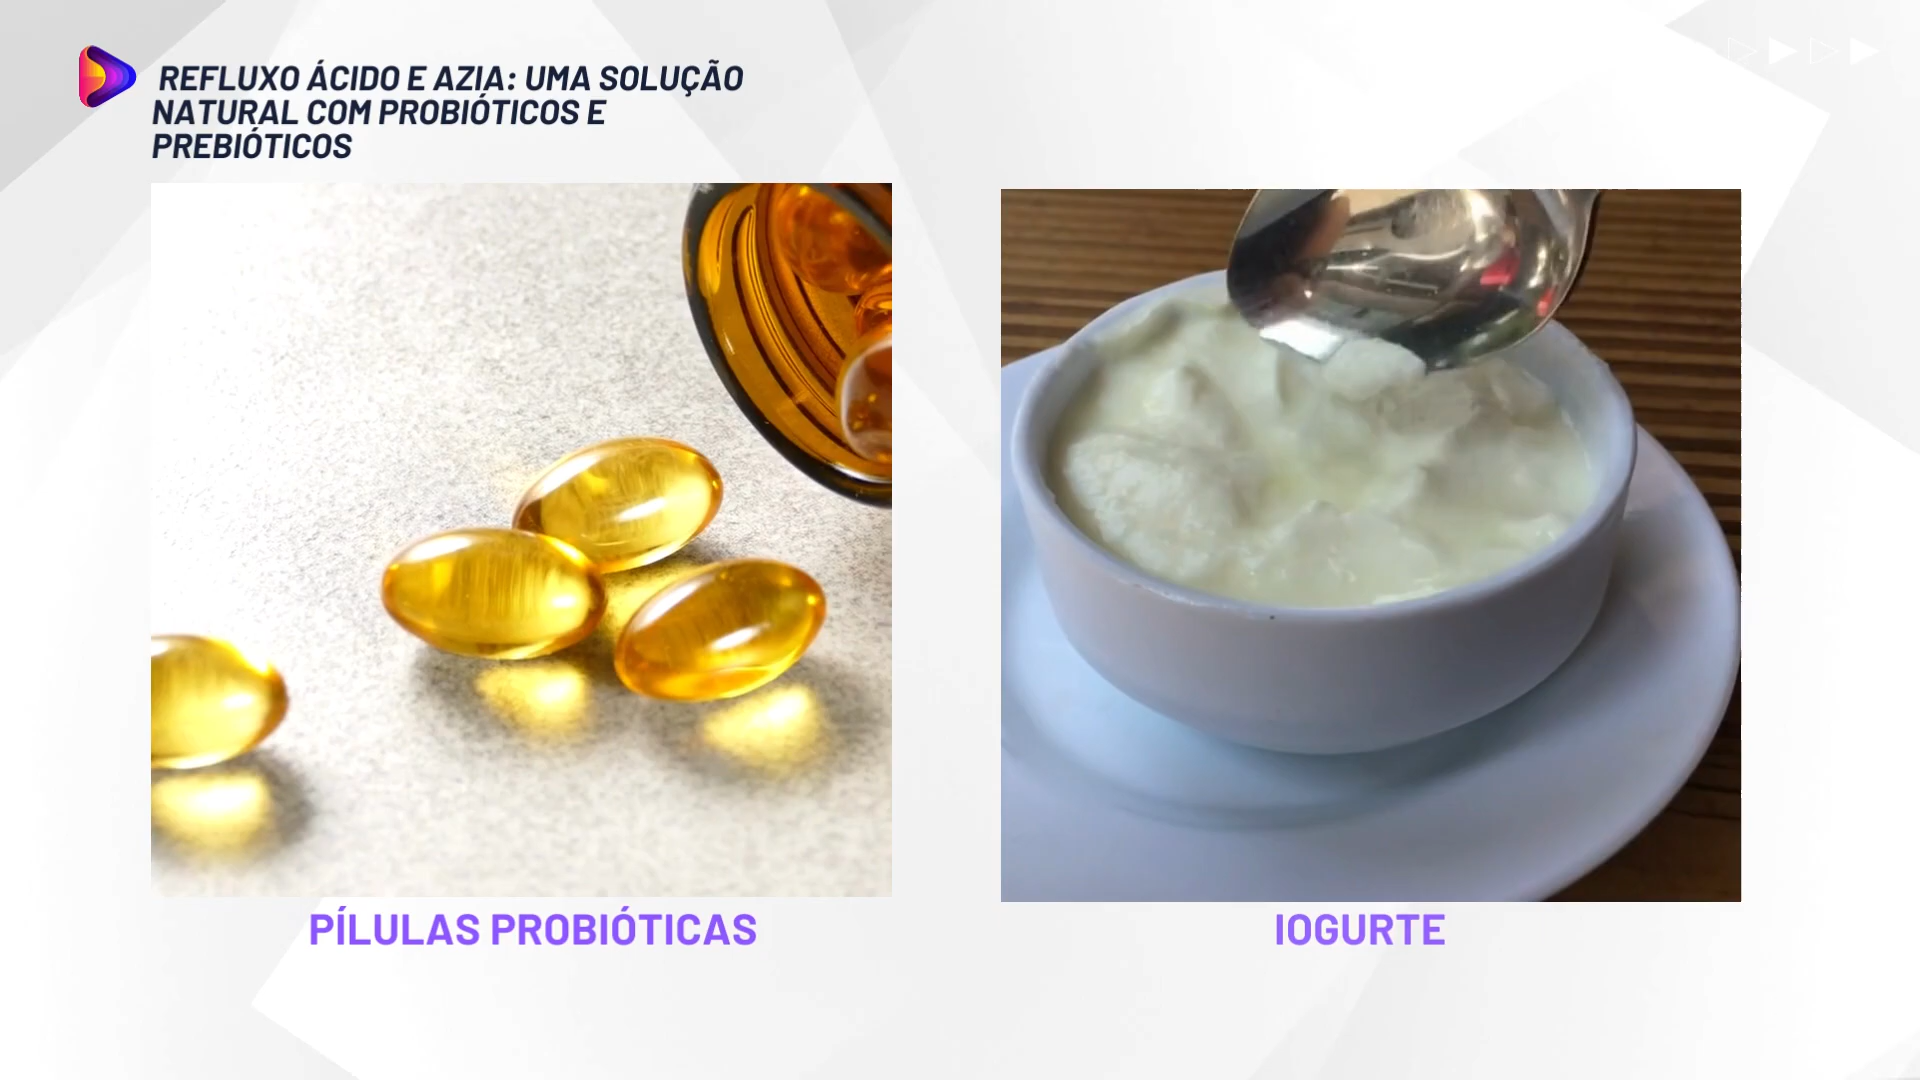 REFLUXO ÁCIDO E AZIA: UMA SOLUÇÃO
NATURAL COM PROBIÓTICOS E
PREBIÓTICOS
PÍLULAS PROBIÓTICAS
IOGURTE